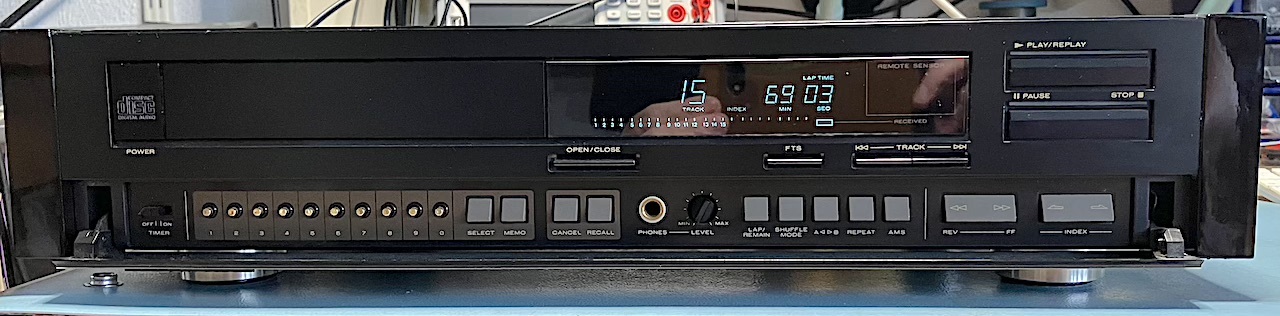 PLAY/REPLAY
PAUSE STOP
COMPACT
disc
DIGITAL AUDIO
LAP TIME
REMOTE SENSOR
15 69 03
TRACK INDEX MIN SEC
1 2 3 4 5 6 7 8 9 10 11 12 13 14 15
RECEIVED
POWER
OPEN/CLOSE
FTS
TRACK
OFF ON
TIMER
1 2 3 4 5 6 7 8 9 0
SELECT MEMO
CANCEL RECALL
PHONES LEVEL
MIN MAX
LAP/
REMAIN
SHUFFLE
MODE
A B
REPEAT
AMS
REV FF
INDEX